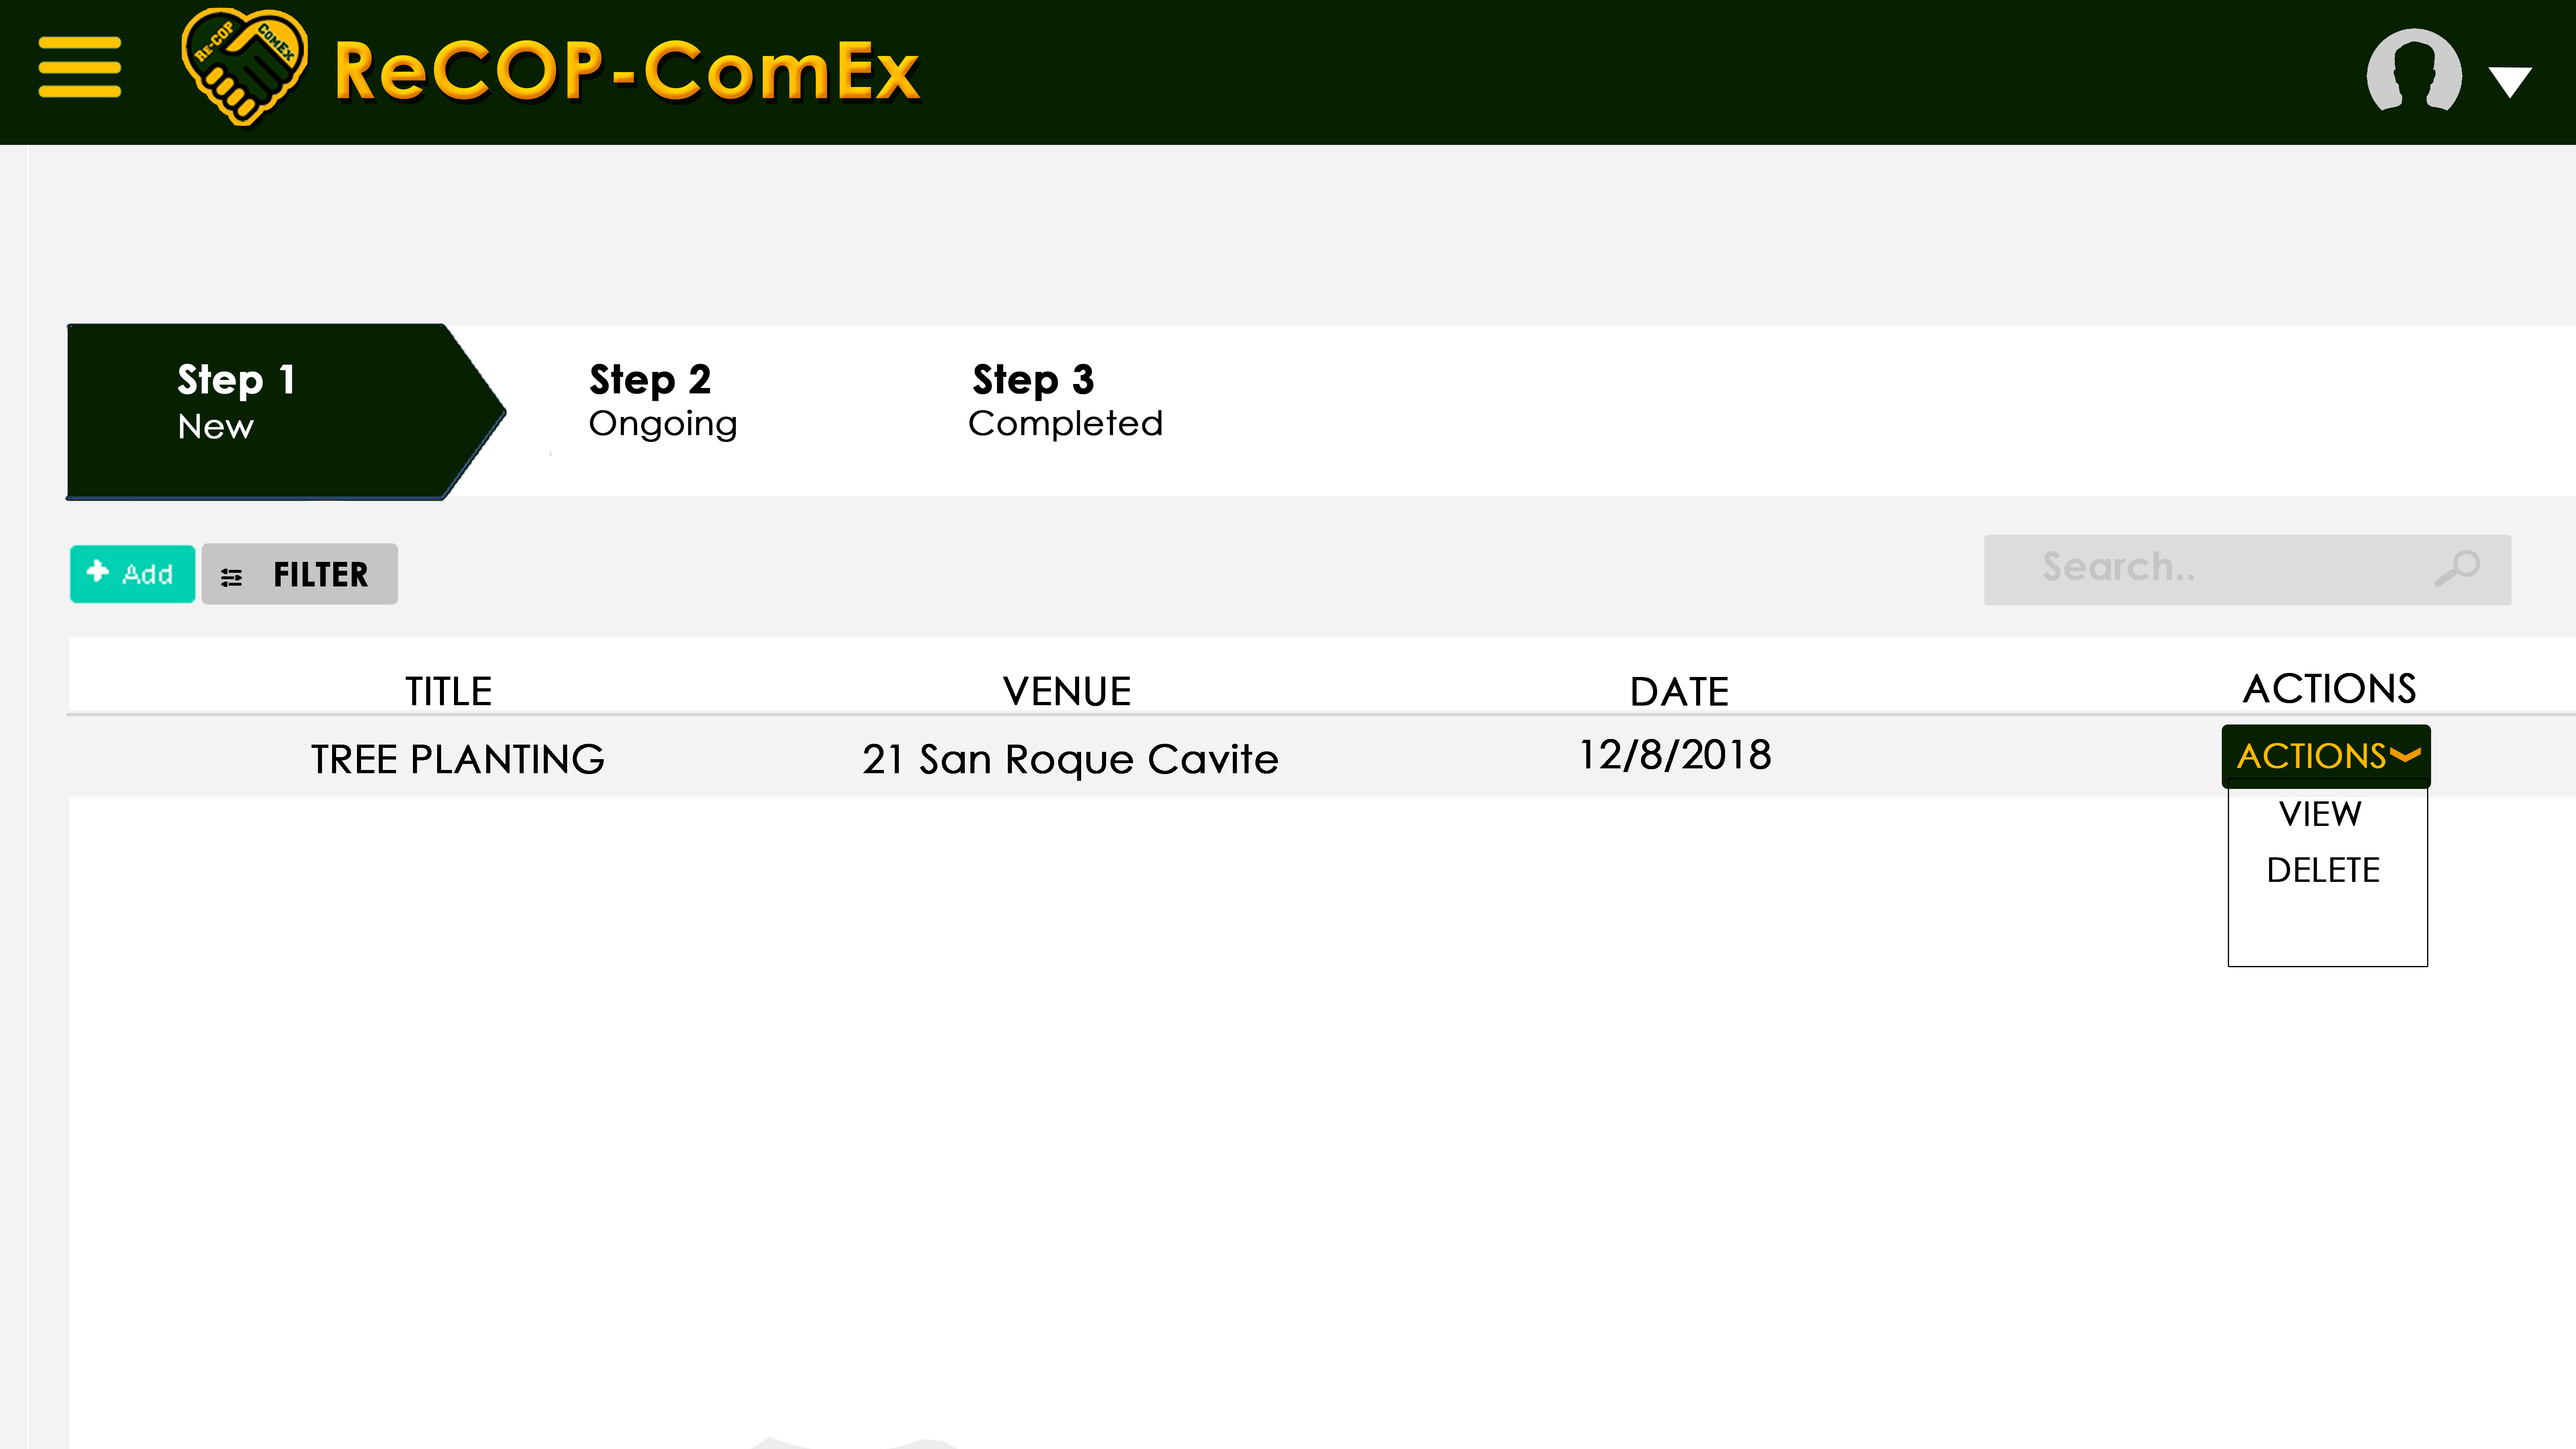 Re-COP ComEx
ReCOP-ComEx
Step 1
New
Step 2
Ongoing
Step 3
Completed
Add
FILTER
Search..
TITLE VENUE DATE ACTIONS
TREE PLANTING 21 San Roque Cavite 12/8/2018 ACTIONS
VIEW
DELETE